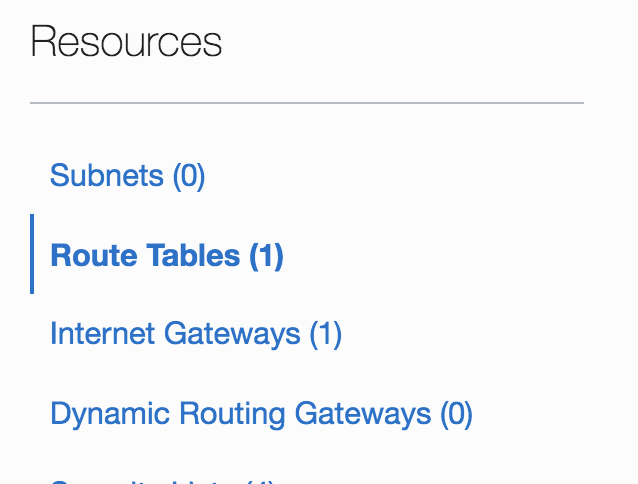 Resources
Subnets (0)
Route Tables (1)
Internet Gateways (1)
Dynamic Routing Gateways (0)